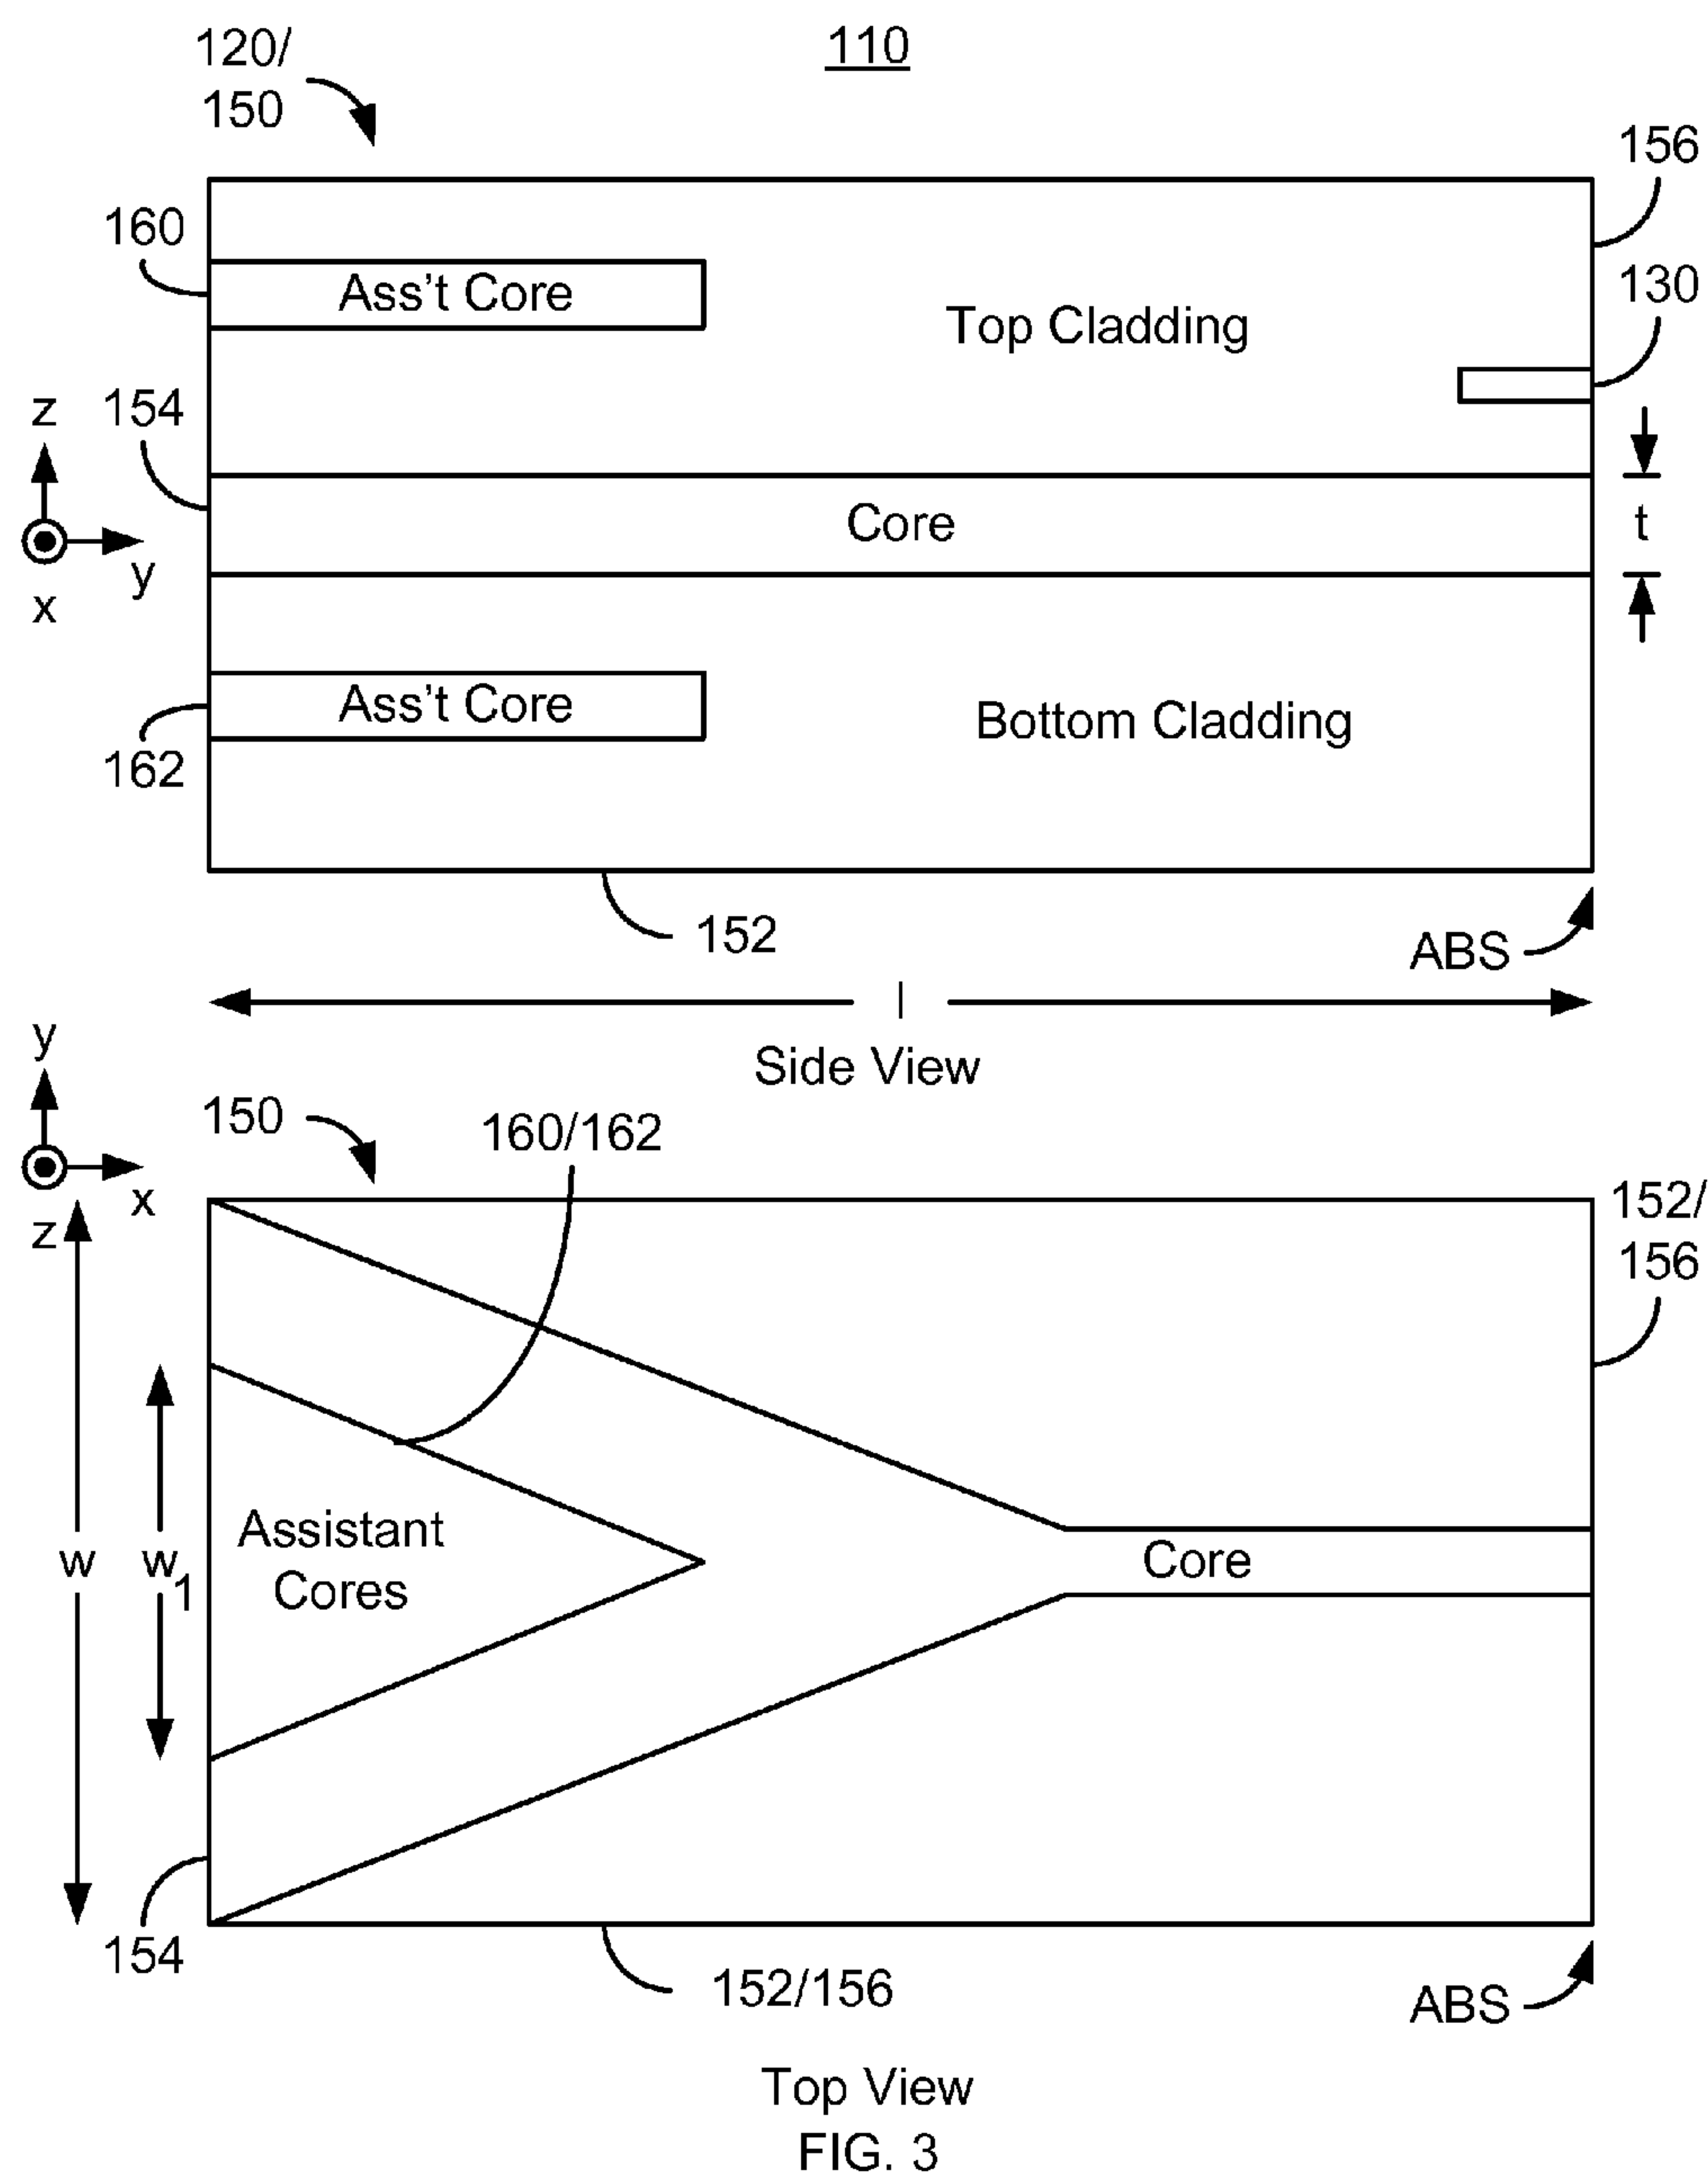 110
120/
150
156
160
Ass't Core
130
Top Cladding
154
z
Core
t
y
x
Ass't Core
Bottom Cladding
162
152
ABS
l
Side View
y
150
160/162
x
z
152/
156
Assistant
Cores
w
w1
Core
154
152/156
ABS
Top View
FIG. 3